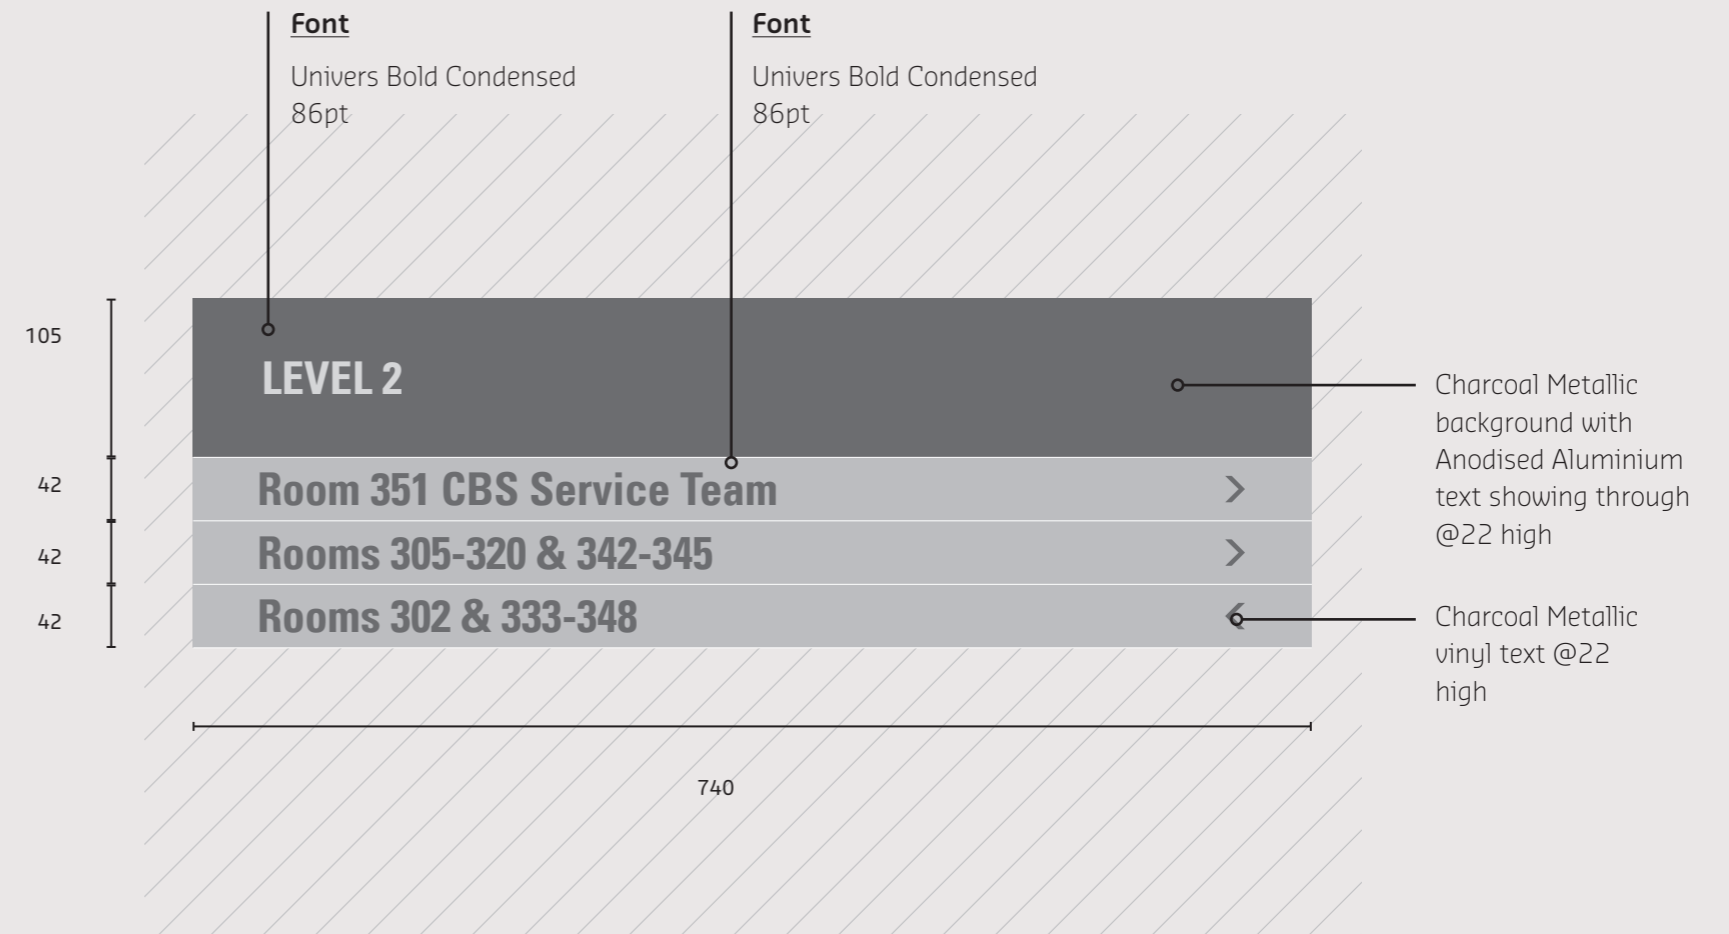 Font
Univers Bold Condensed
86pt
Font
Univers Bold Condensed
86pt
105
LEVEL 2
42
Room 351 CBS Service Team
42
Rooms 305-320 & 342-345
42
Rooms 302 & 333-348
740
Charcoal Metallic
background with
Anodised Aluminium
text showing through
@22 high
Charcoal Metallic
vinyl text @22
high